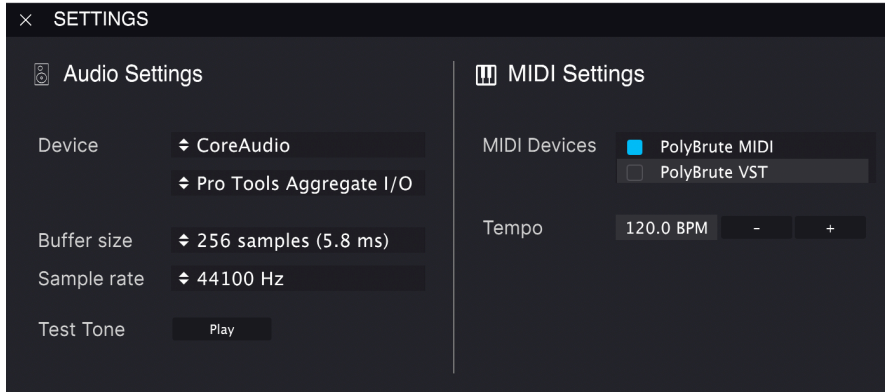 × SETTINGS
Audio Settings
Device
CoreAudio
Pro Tools Aggregate I/O
Buffer size
256 samples (5.8 ms)
Sample rate
44100 Hz
Test Tone
Play
MIDI Settings
MIDI Devices
PolyBrute MIDI
PolyBrute VST
Tempo
120.0 BPM - +